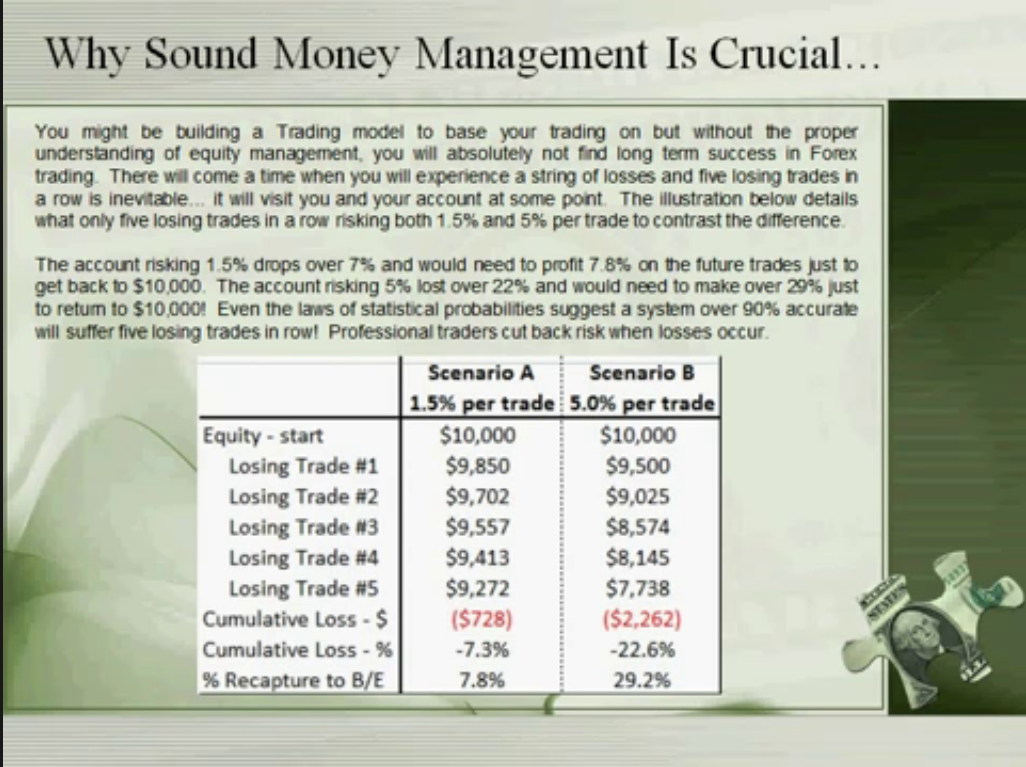 Why Sound Money Management Is Crucial...
You might be building a Trading model to base your trading on but without the proper
understanding of equity management, you will absolutely not find long term success in Forex
trading. There will come a time when you will experience a string of losses and five losing trades in
a row is inevitable... it will visit you and your account at some point. The illustration below details
what only five losing trades in a row risking both 1.5% and 5% per trade to contrast the difference.
The account risking 1.5% drops over 7% and would need to profit 7.8% on the future trades just to
get back to $10,000. The account risking 5% lost over 22% and would need to make over 29% just
to return to $10,000! Even the laws of statistical probabilities suggest a system over 90% accurate
will suffer five losing trades in row! Professional traders cut back risk when losses occur.
Scenario A Scenario B
1.5% per trade 5.0% per trade
Equity - start $10,000 $10,000
Losing Trade #1 $9,850 $9,500
Losing Trade #2 $9,702 $9,025
Losing Trade #3 $9,557 $8,574
Losing Trade #4 $9,413 $8,145
Losing Trade #5 $9,272 $7,738
Cumulative Loss - $ ($728) ($2,262)
Cumulative Loss - % -7.3% -22.6%
% Recapture to B/E 7.8% 29.2%